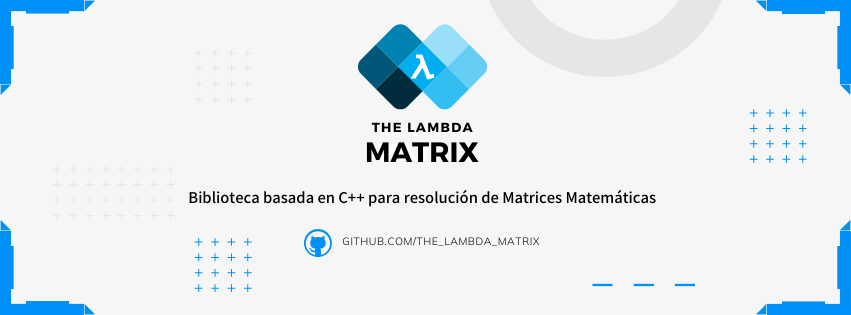 λ
THE LAMBDA
MATRIX
Biblioteca basada en C++ para resolución de Matrices Matemáticas
GITHUB.COM/THE_LAMBDA_MATRIX